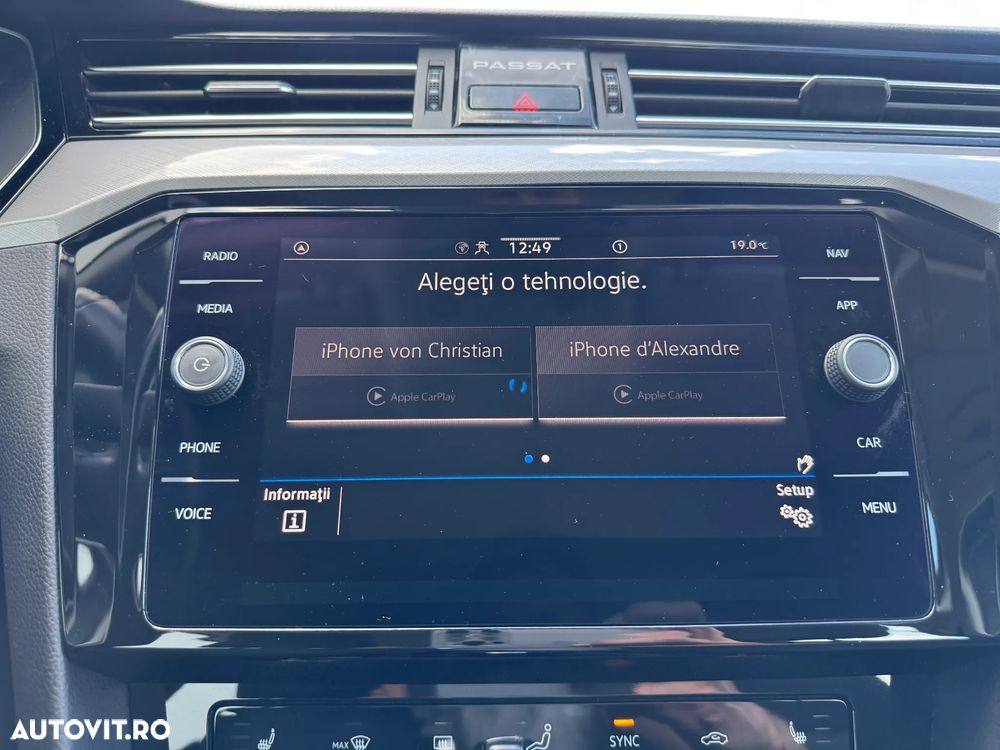 PASSAT
RADIO
MEDIA
PHONE
VOICE
12:49
1
19.0°C
Alegeţi o tehnologie.
iPhone von Christian
Apple CarPlay
iPhone d'Alexandre
Apple CarPlay
Informaţii
i
Setup
NAV
APP
CAR
MENU
MAX
SYNC
AUTOVIT.RO